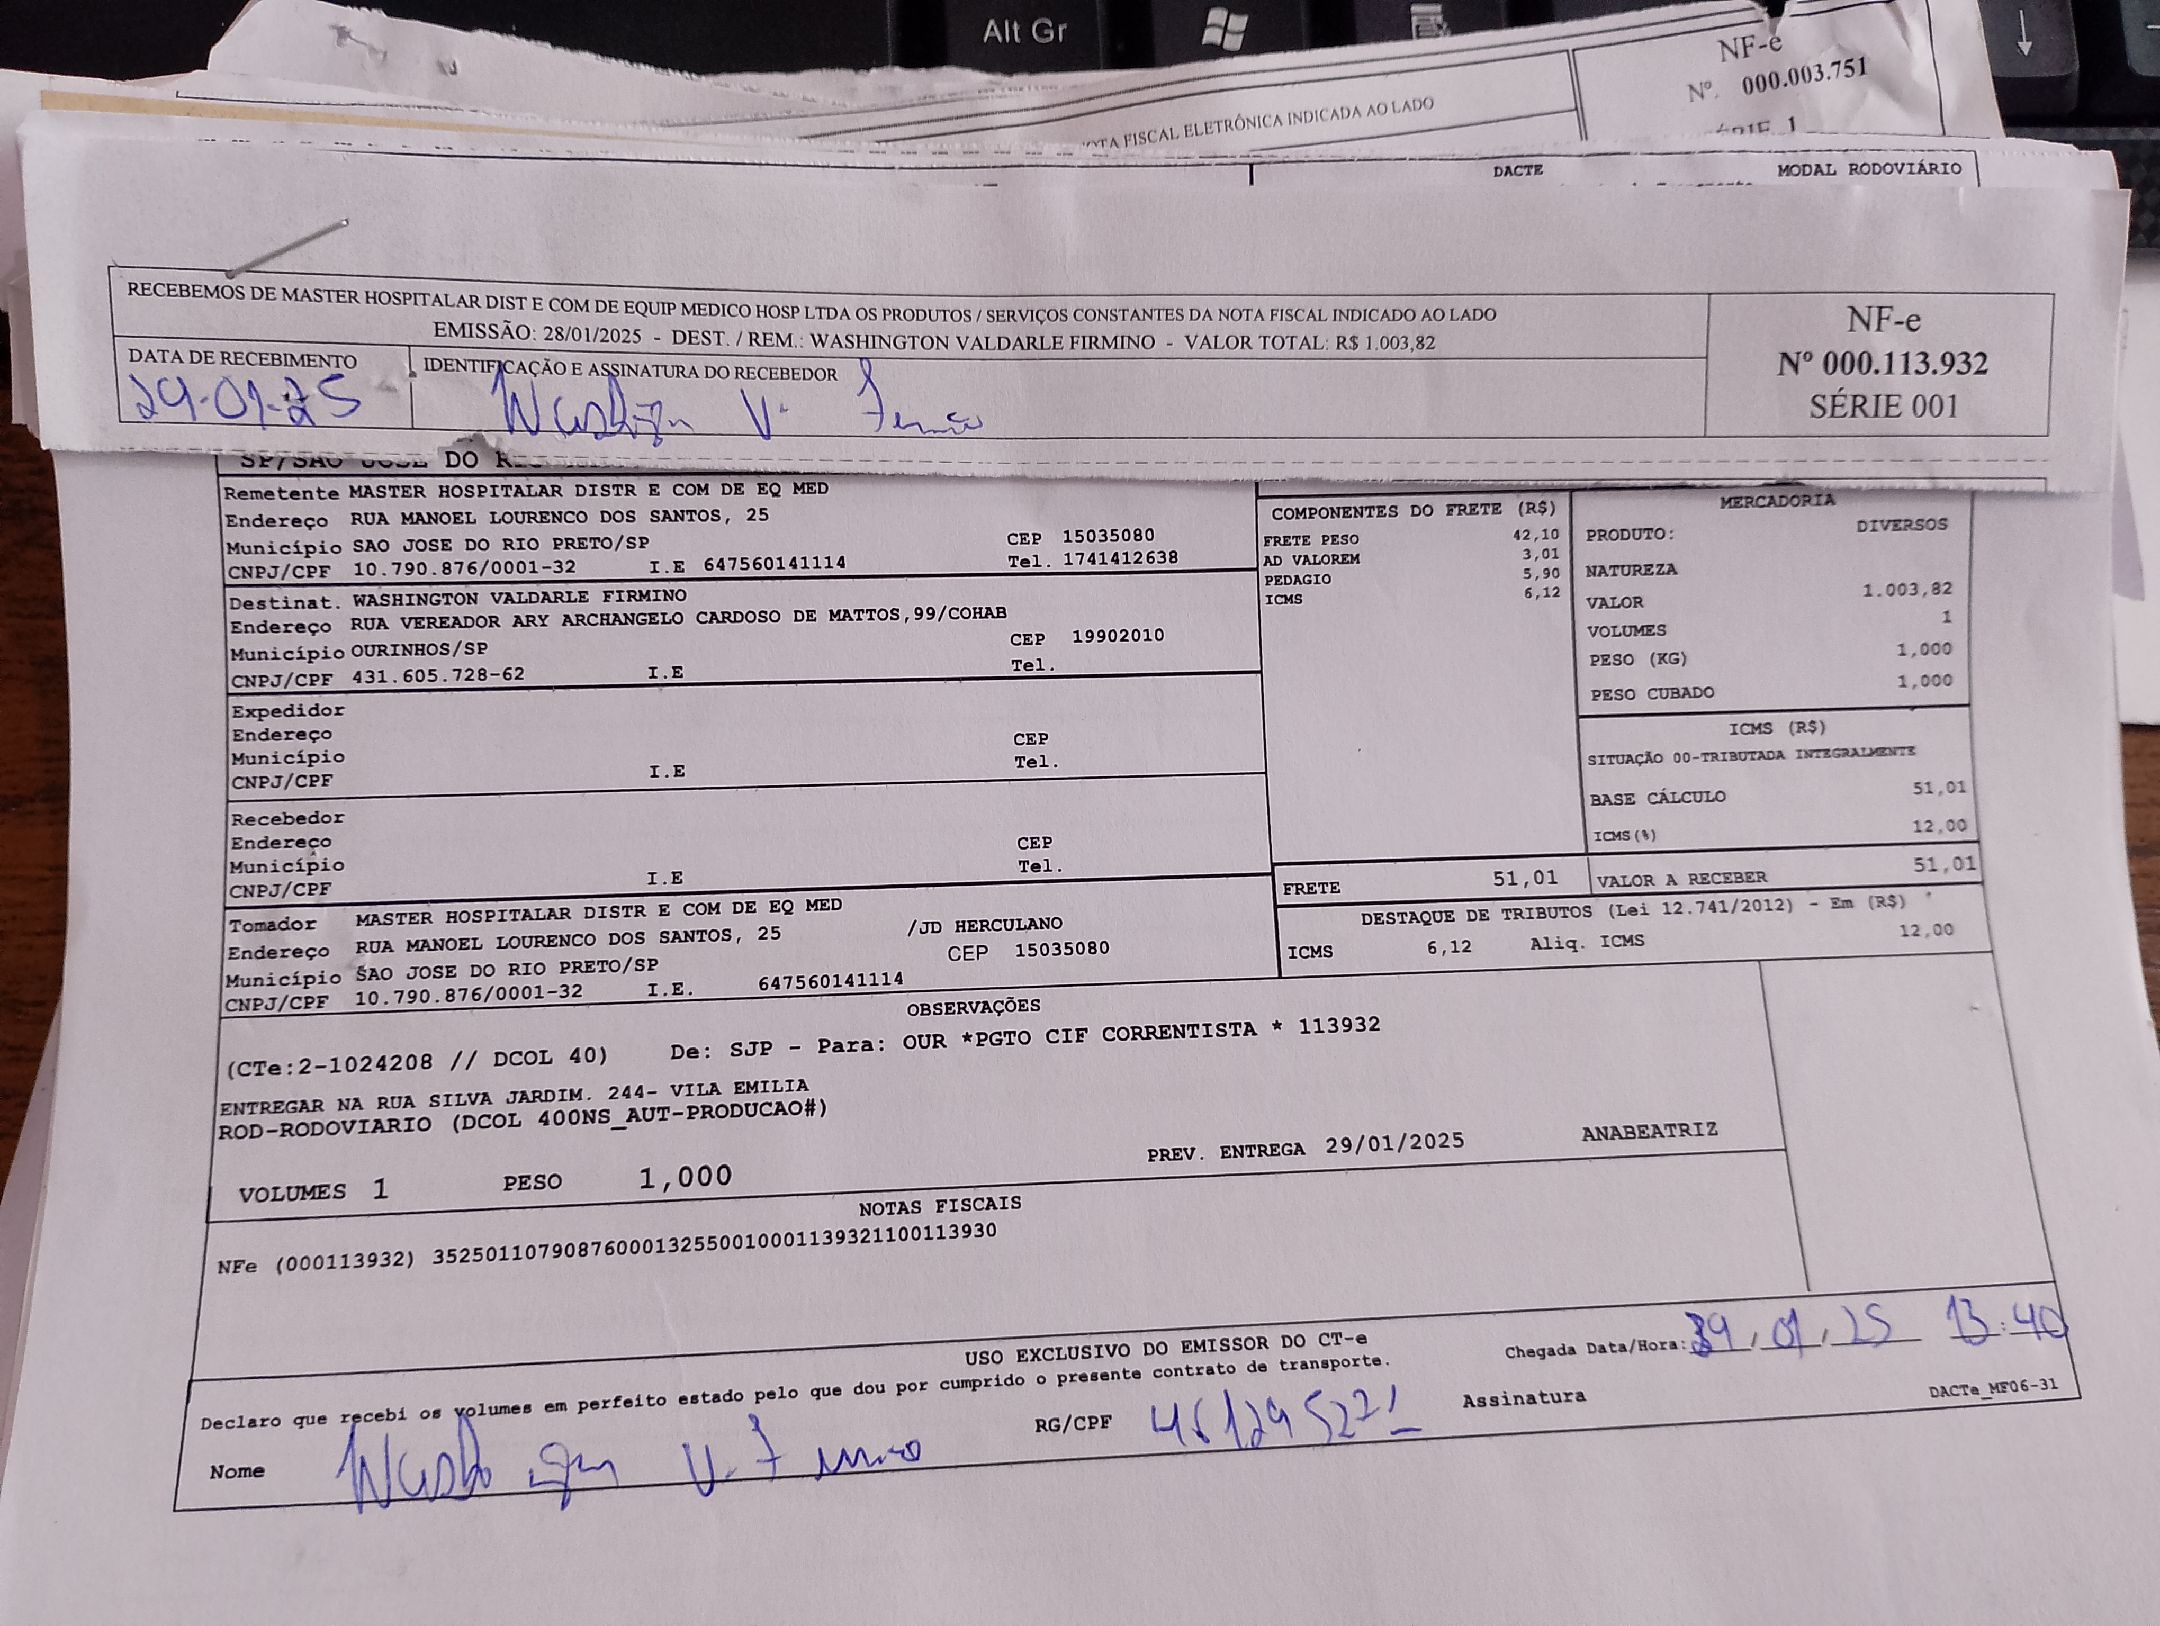 Alt Gr
NF-e
Nº. 000.003.751
NOTA FISCAL ELETRÔNICA INDICADA AO LADO
DACTE MODAL RODOVIÁRIO
RECEBEMOS DE MASTER HOSPITALAR DIST E COM DE EQUIP MEDICO HOSP LTDA OS PRODUTOS / SERVIÇOS CONSTANTES DA NOTA FISCAL INDICADO AO LADO
EMISSÃO: 28/01/2025 - DEST. / REM.: WASHINGTON VALDARLE FIRMINO - VALOR TOTAL: R$ 1.003,82
NF-e
Nº 000.113.932
SÉRIE 001
DATA DE RECEBIMENTO
29-01-25
IDENTIFICAÇÃO E ASSINATURA DO RECEBEDOR
SP/SAO JOSE DO R
Remetente MASTER HOSPITALAR DISTR E COM DE EQ MED
Endereço RUA MANOEL LOURENCO DOS SANTOS, 25
Município SAO JOSE DO RIO PRETO/SP CEP 15035080
CNPJ/CPF 10.790.876/0001-32 I.E 647560141114 Tel. 1741412638
Destinat. WASHINGTON VALDARLE FIRMINO
Endereço RUA VEREADOR ARY ARCHANGELO CARDOSO DE MATTOS,99/COHAB
Município OURINHOS/SP CEP 19902010
CNPJ/CPF 431.605.728-62 I.E Tel.
Expedidor
Endereço
Município CEP
CNPJ/CPF I.E Tel.
Recebedor
Endereço
Município CEP
CNPJ/CPF I.E Tel.
Tomador MASTER HOSPITALAR DISTR E COM DE EQ MED
Endereço RUA MANOEL LOURENCO DOS SANTOS, 25 /JD HERCULANO
Município SAO JOSE DO RIO PRETO/SP CEP 15035080
CNPJ/CPF 10.790.876/0001-32 I.E. 647560141114
COMPONENTES DO FRETE (R$)
FRETE PESO 42,10
AD VALOREM 3,01
PEDAGIO 5,90
ICMS 6,12
MERCADORIA
PRODUTO: DIVERSOS
NATUREZA
VALOR 1.003,82
VOLUMES 1
PESO (KG) 1,000
PESO CUBADO 1,000
ICMS (R$)
SITUAÇÃO 00-TRIBUTADA INTEGRALMENTE
BASE CÁLCULO 51,01
ICMS(%) 12,00
FRETE 51,01 VALOR A RECEBER 51,01
DESTAQUE DE TRIBUTOS (Lei 12.741/2012) - Em (R$)
ICMS 6,12 Aliq. ICMS 12,00
OBSERVAÇÕES
(CTe:2-1024208 // DCOL 40) De: SJP - Para: OUR *PGTO CIF CORRENTISTA * 113932
ENTREGAR NA RUA SILVA JARDIM. 244- VILA EMILIA
ROD-RODOVIARIO (DCOL 400NS_AUT-PRODUCAO#)
VOLUMES 1 PESO 1,000 PREV. ENTREGA 29/01/2025 ANABEATRIZ
NOTAS FISCAIS
NFe (000113932) 35250110790876000132550010001139321100113930
USO EXCLUSIVO DO EMISSOR DO CT-e
Chegada Data/Hora: 29/01/25 13:40
Declaro que recebi os volumes em perfeito estado pelo que dou por cumprido o presente contrato de transporte.
Nome RG/CPF Assinatura
DACTe_MF06-31